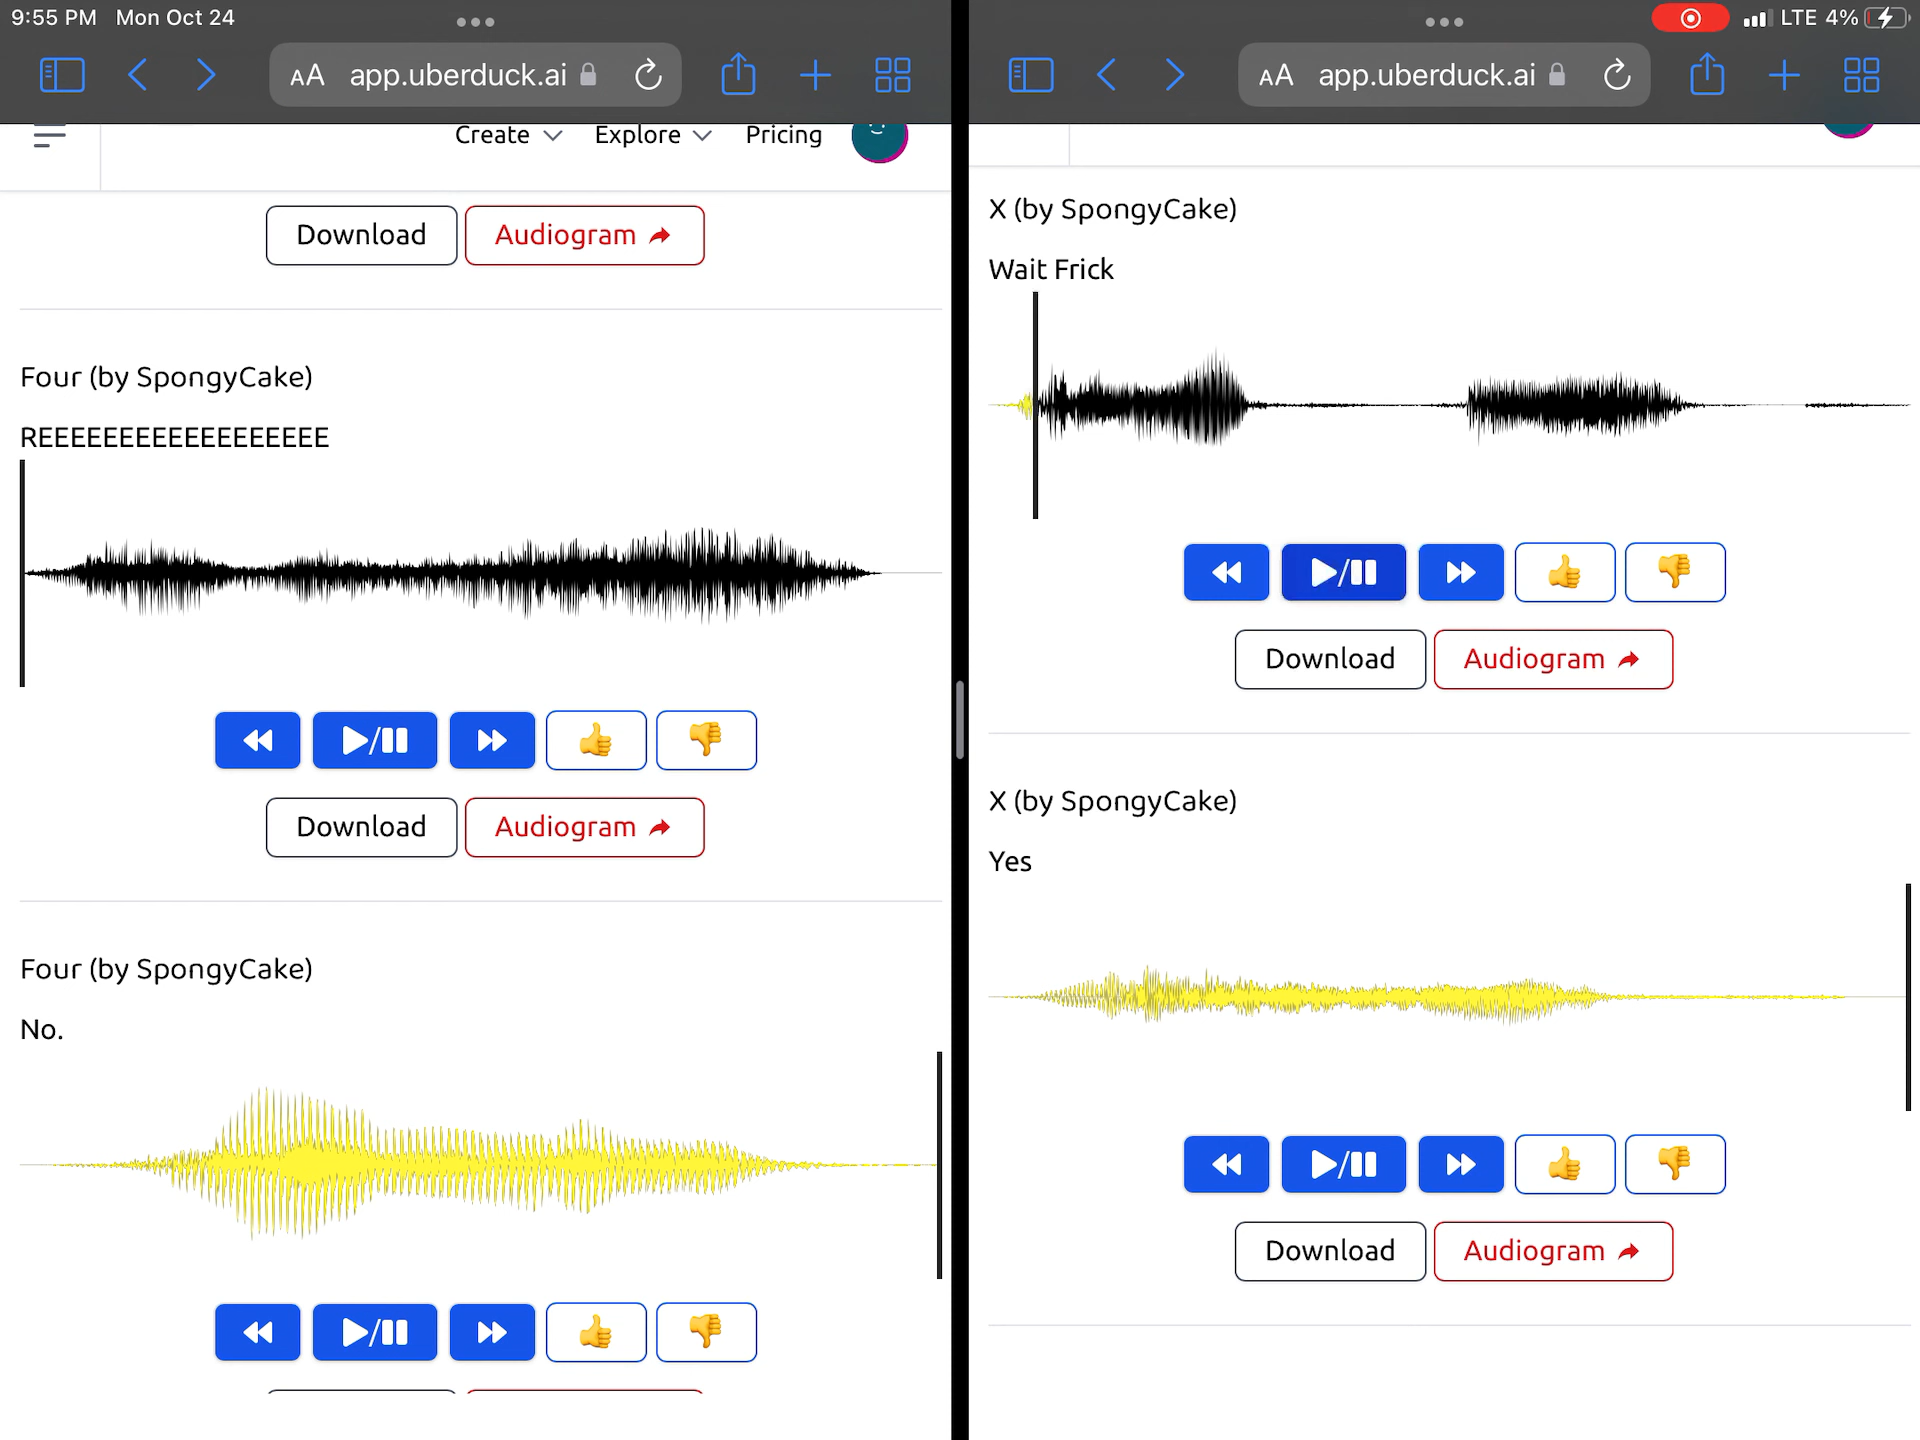 9:55 PM Mon Oct 24
LTE 4%
AA app.uberduck.ai
Create Explore Pricing
Download Audiogram
Four (by SpongyCake)
REEEEEEEEEEEEEEEEEEE
Download Audiogram
Four (by SpongyCake)
No.
AA app.uberduck.ai
X (by SpongyCake)
Wait Frick
Download Audiogram
X (by SpongyCake)
Yes
Download Audiogram